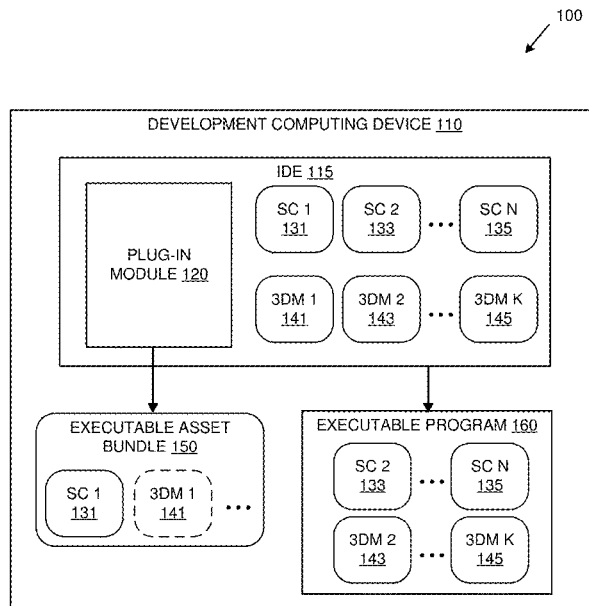 100
DEVELOPMENT COMPUTING DEVICE 110
IDE 115
PLUG-IN
MODULE 120
SC 1
131
SC 2
133
...
SC N
135
3DM 1
141
3DM 2
143
...
3DM K
145
EXECUTABLE ASSET
BUNDLE 150
SC 1
131
3DM 1
141
...
EXECUTABLE PROGRAM 160
SC 2
133
...
SC N
135
3DM 2
143
...
3DM K
145